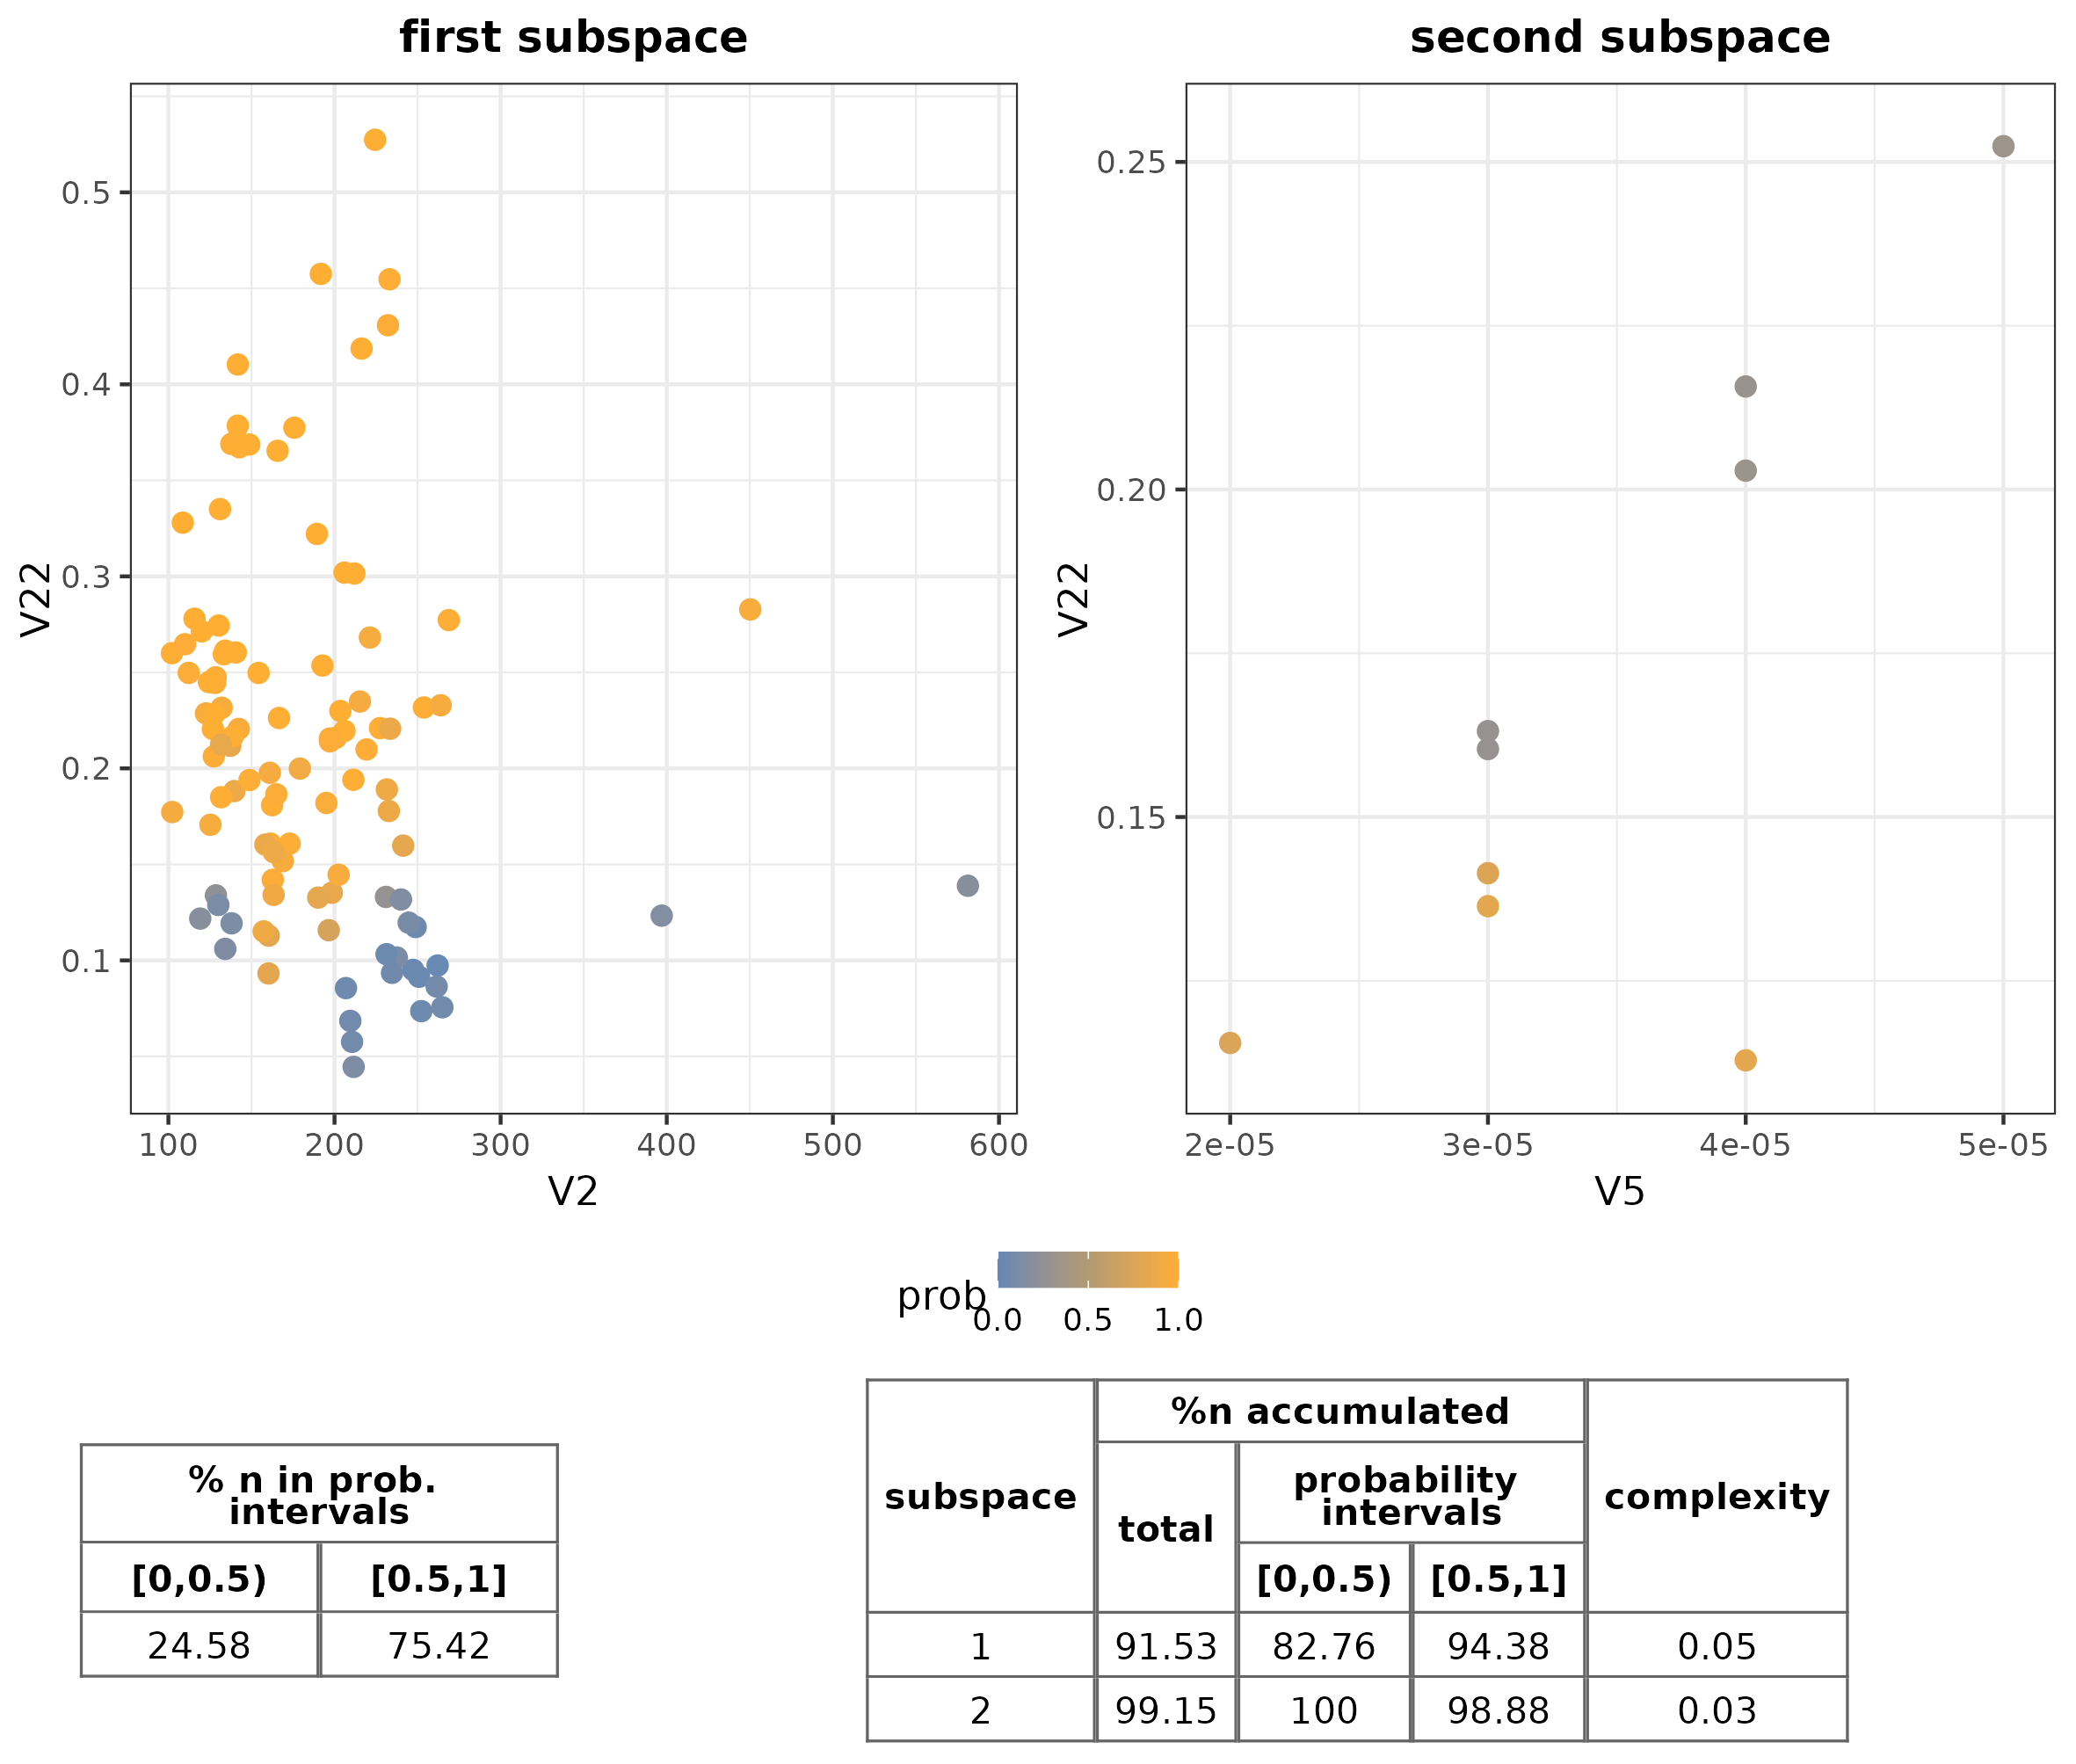 first subspace
second subspace
0.5
0.4
0.3
0.2
0.1
V22
100 200 300 400 500 600
V2
0.25
0.20
0.15
V22
2e-05 3e-05 4e-05 5e-05
V5
prob
0.0 0.5 1.0
% n in prob.
intervals
[0,0.5) [0.5,1]
24.58 75.42
%n accumulated
subspace total probability
intervals complexity
[0,0.5) [0.5,1]
1 91.53 82.76 94.38 0.05
2 99.15 100 98.88 0.03